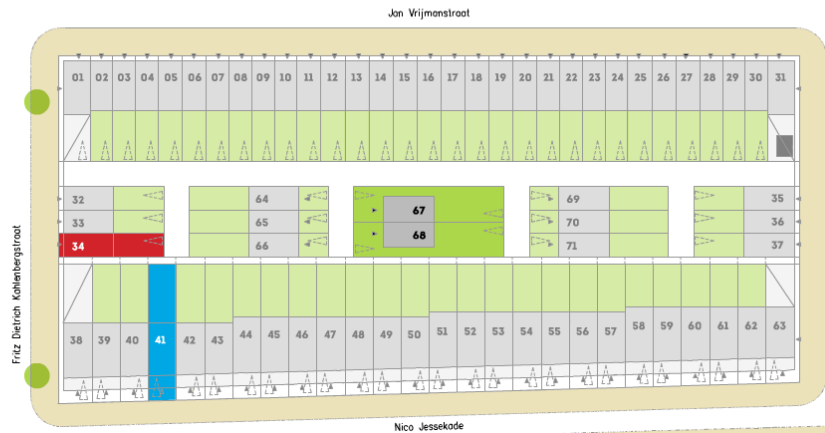 Jan Vrijmanstraat
01 02 03 04 05 06 07 08 09 10 11 12 13 14 15 16 17 18 19 20 21 22 23 24 25 26 27 28 29 30 31
32 64 67 69 35
33 65 70 36
34 66 68 71 37
Fritz Dietrich Kahlenbergstraat
38 39 40 41 42 43 44 45 46 47 48 49 50 51 52 53 54 55 56 57 58 59 60 61 62 63
Nico Jessekade